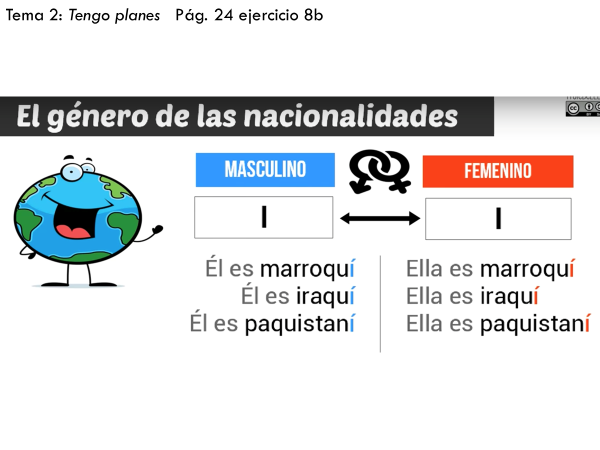 Tema 2: Tengo planes Pág. 24 ejercicio 8b
El género de las nacionalidades
MASCULINO
FEMENINO
I
I
Él es marroquí
Ella es marroquí
Él es iraquí
Ella es iraquí
Él es paquistaní
Ella es paquistaní